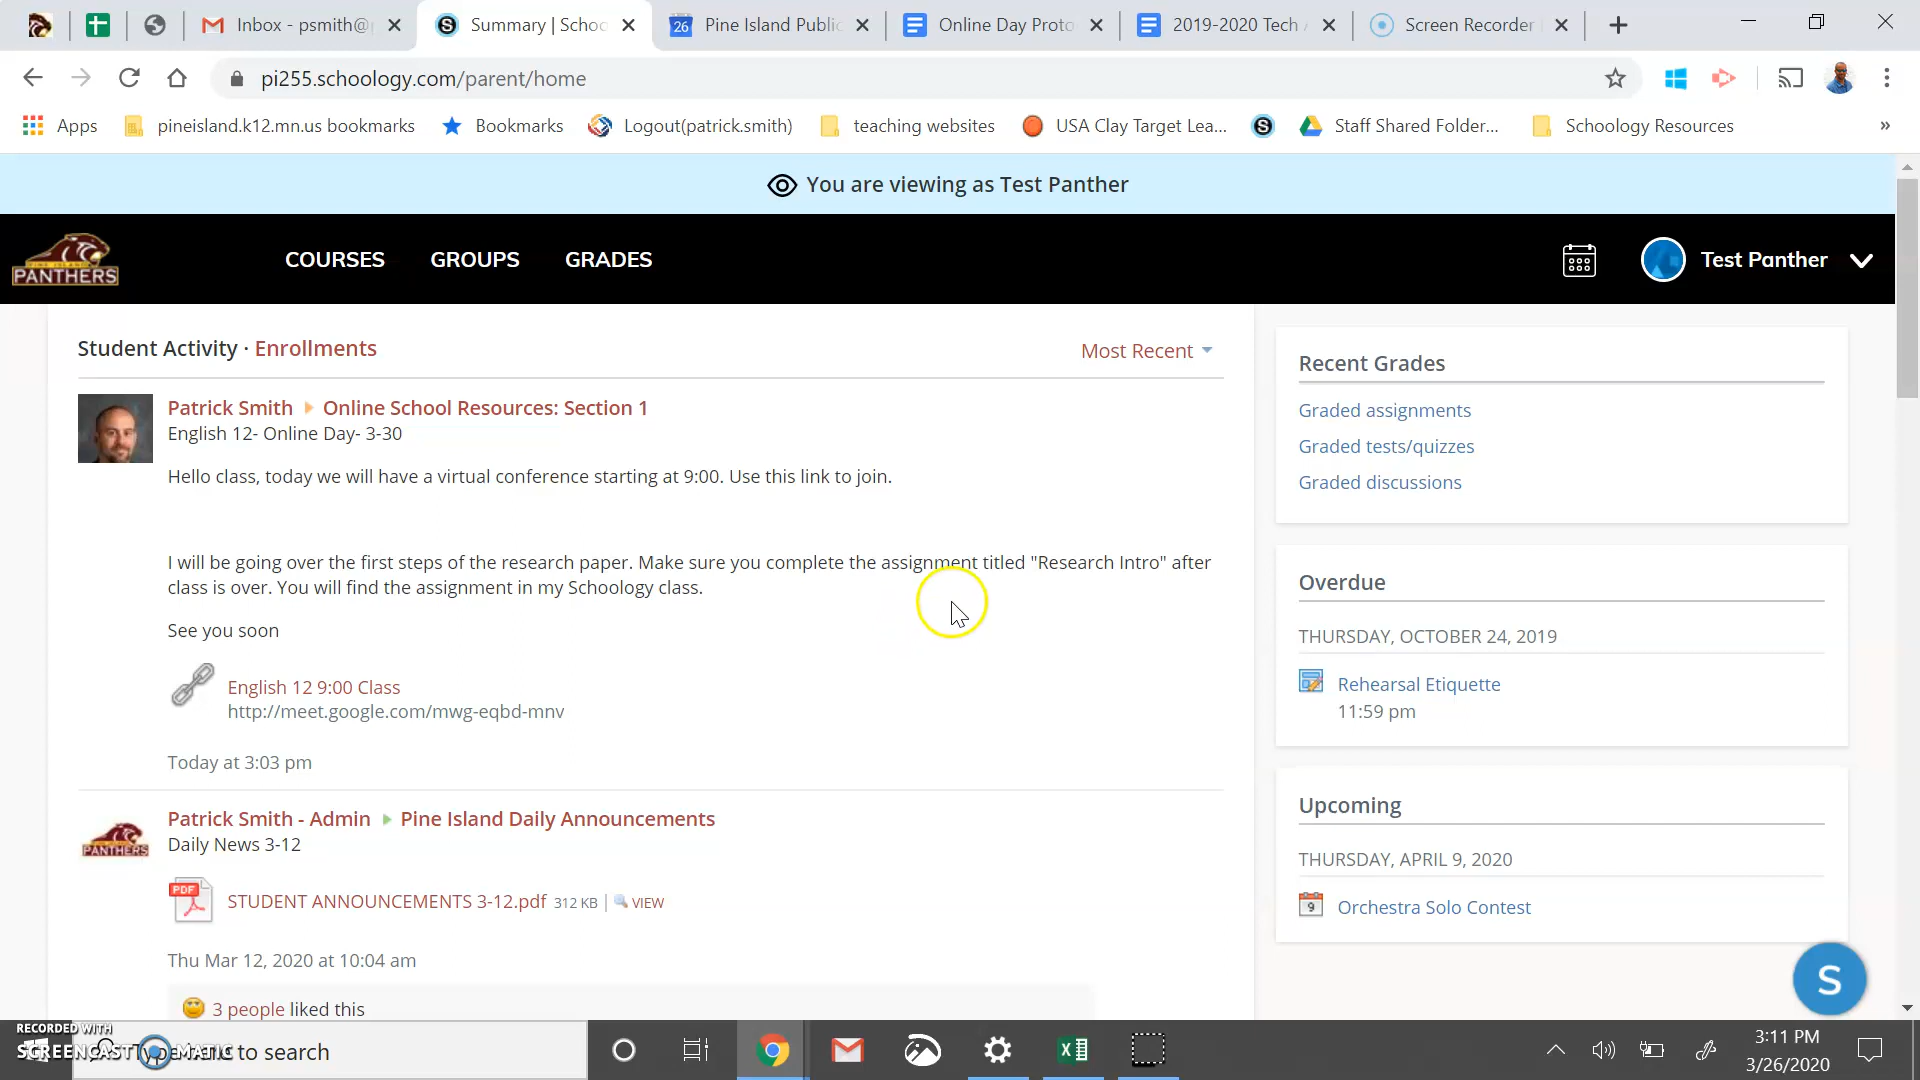 Inbox - psmith@p
Summary | Schoo
26
Pine Island Public
Online Day Proto
2019-2020 Tech A
Screen Recorder
pi255.schoology.com/parent/home
Apps
pineisland.k12.mn.us bookmarks
Bookmarks
Logout(patrick.smith)
teaching websites
USA Clay Target Lea...
Staff Shared Folder...
Schoology Resources
»
You are viewing as Test Panther
PINE ISLAND
PANTHERS
COURSES
GROUPS
GRADES
Test Panther
Student Activity · Enrollments
Most Recent
Patrick Smith
Online School Resources: Section 1
English 12- Online Day- 3-30
Hello class, today we will have a virtual conference starting at 9:00. Use this link to join.
I will be going over the first steps of the research paper. Make sure you complete the assignment titled "Research Intro" after
class is over. You will find the assignment in my Schoology class.
See you soon
English 12 9:00 Class
http://meet.google.com/mwg-eqbd-mnv
Today at 3:03 pm
PANTHERS
Patrick Smith - Admin
Pine Island Daily Announcements
Daily News 3-12
PDF
STUDENT ANNOUNCEMENTS 3-12.pdf 312 KB | VIEW
Thu Mar 12, 2020 at 10:04 am
3 people liked this
Recent Grades
Graded assignments
Graded tests/quizzes
Graded discussions
Overdue
THURSDAY, OCTOBER 24, 2019
Rehearsal Etiquette
11:59 pm
Upcoming
THURSDAY, APRIL 9, 2020
9
Orchestra Solo Contest
S
RECORDED WITH
SCREENCAST MATIC
Type here to search
3:11 PM
3/26/2020